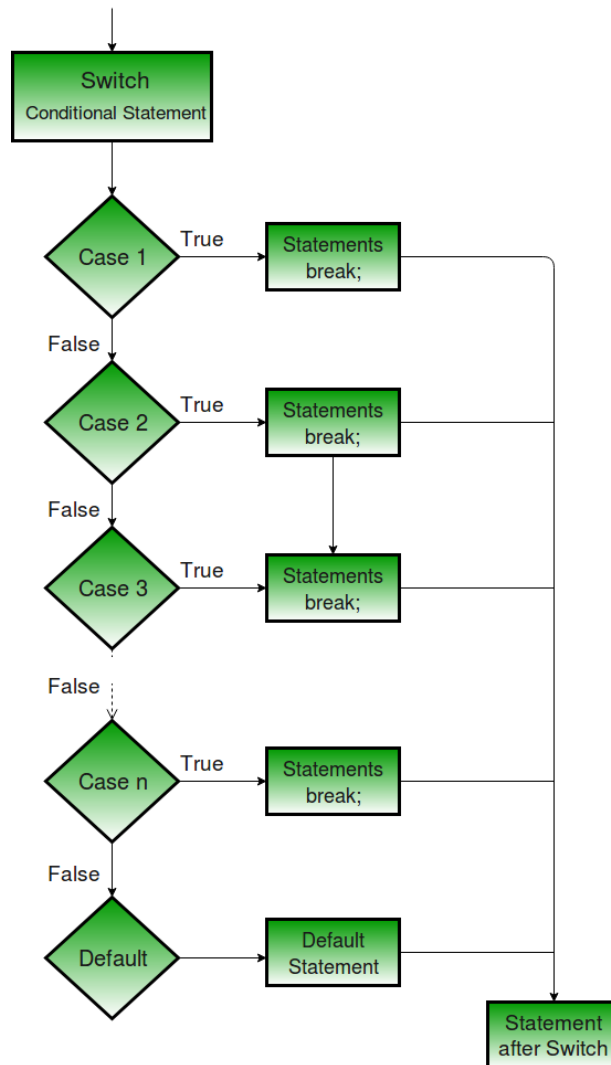 Switch
Conditional Statement
Case 1
True
Statements
break;
False
Case 2
True
Statements
break;
False
Case 3
True
Statements
break;
False
Case n
True
Statements
break;
False
Default
Default
Statement
Statement
after Switch